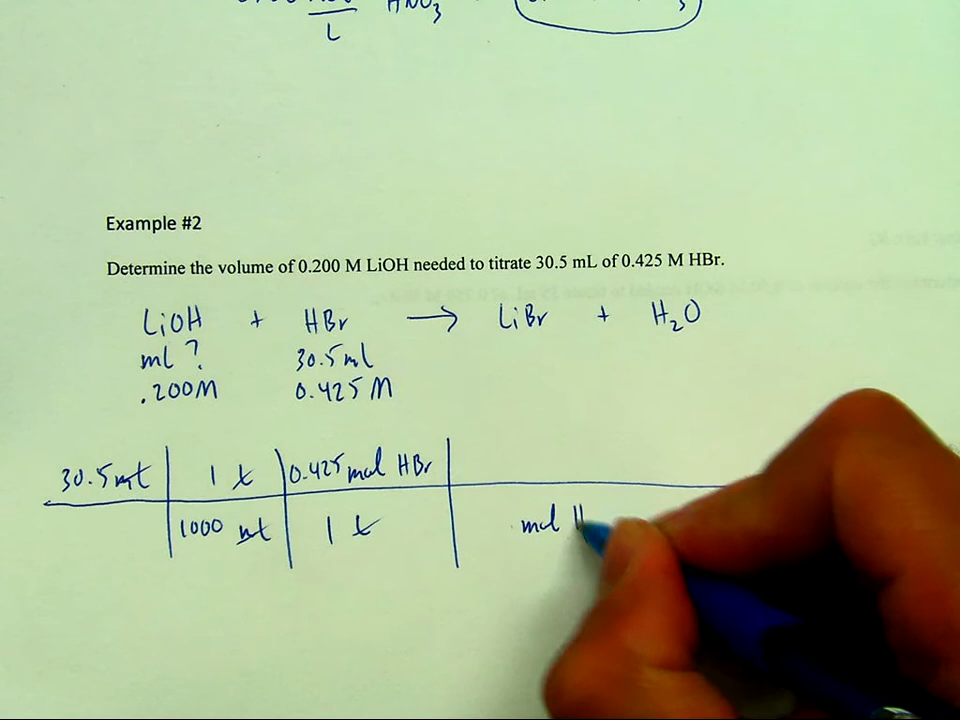 L HNO3
Example #2
Determine the volume of 0.200 M LiOH needed to titrate 30.5 mL of 0.425 M HBr.
LiOH + HBr → LiBr + H2O
ml ? 30.5 ml
.200M 0.425 M
30.5 ml 1 L 0.425 mol HBr
1000 ml 1 L mol H